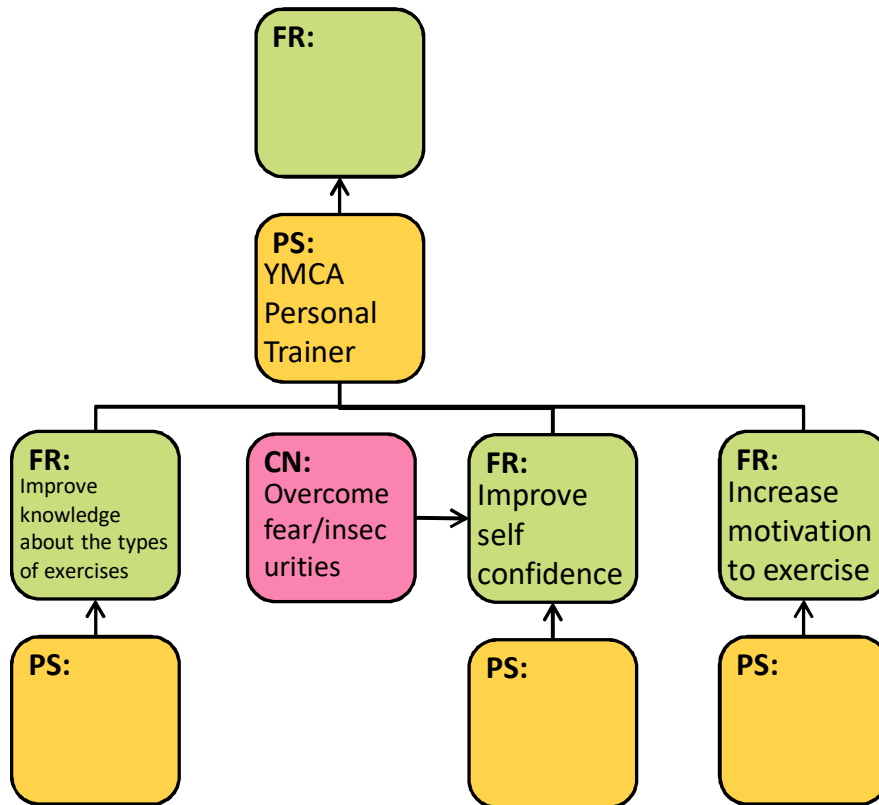 FR:
PS:
YMCA
Personal
Trainer
FR:
Improve
knowledge
about the types
of exercises
CN:
Overcome
fear/insec
urities
FR:
Improve
self
confidence
FR:
Increase
motivation
to exercise
PS:
PS:
PS: